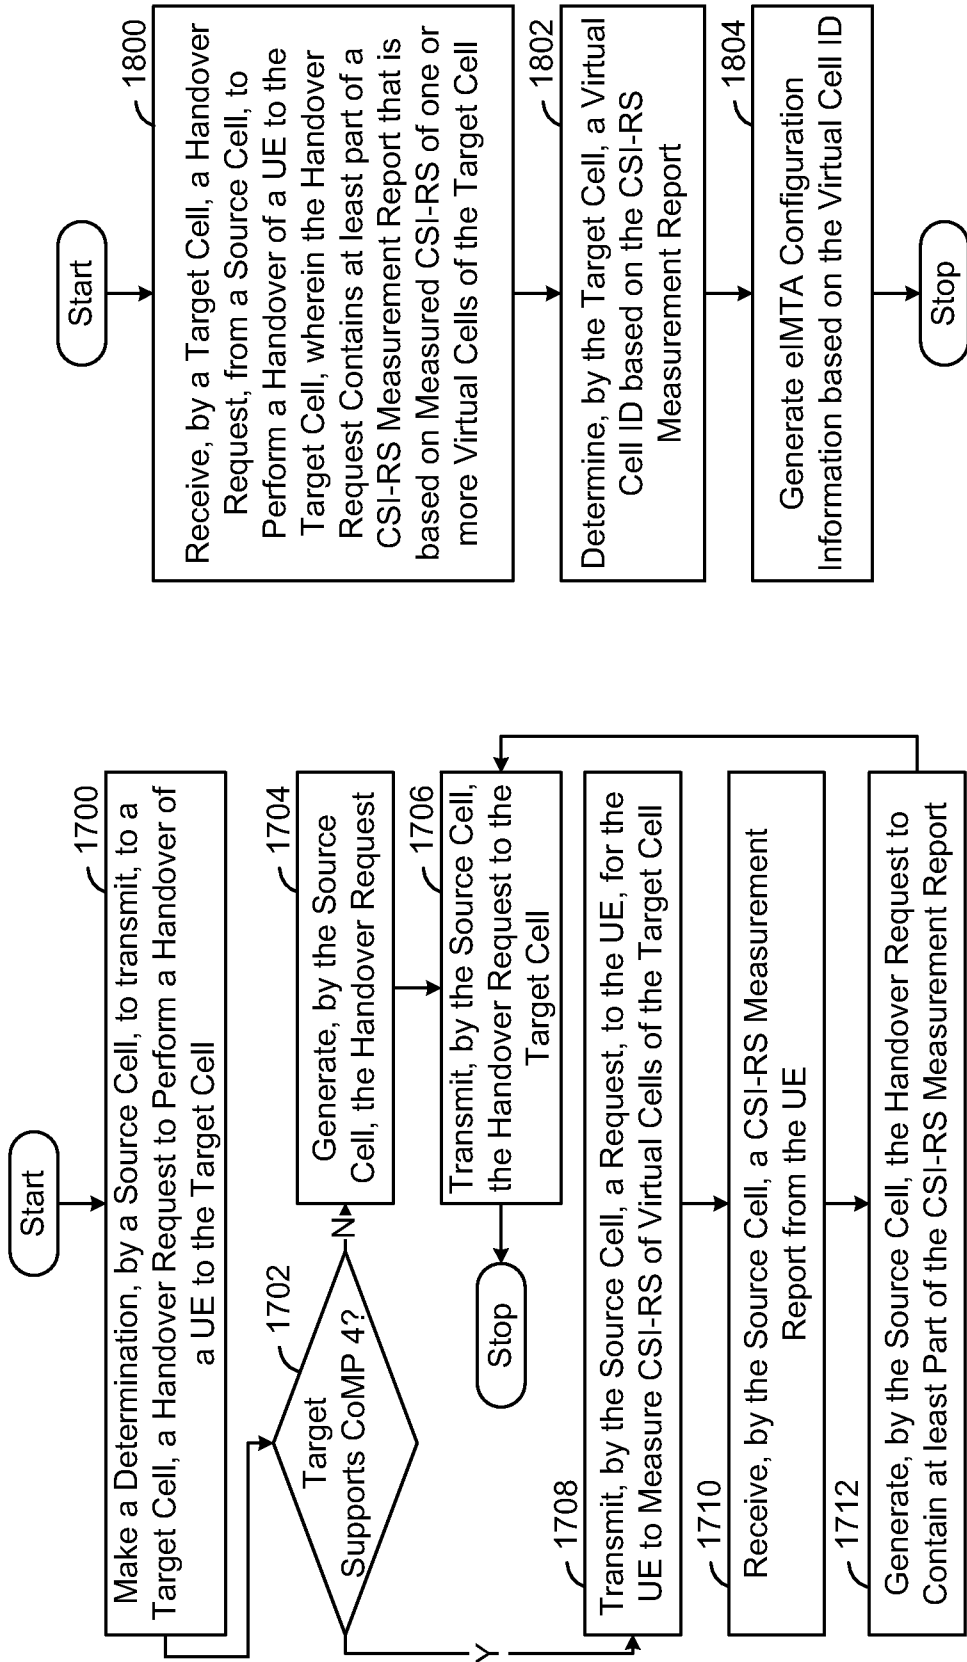 Start
1700
Make a Determination, by a Source Cell, to transmit, to a
Target Cell, a Handover Request to Perform a Handover of
a UE to the Target Cell
1702
Target
Supports CoMP 4?
N
Y
1704
Generate, by the Source
Cell, the Handover Request
1706
Transmit, by the Source Cell,
the Handover Request to the
Target Cell
Stop
1708
Transmit, by the Source Cell, a Request, to the UE, for the
UE to Measure CSI-RS of Virtual Cells of the Target Cell
1710
Receive, by the Source Cell, a CSI-RS Measurement
Report from the UE
1712
Generate, by the Source Cell, the Handover Request to
Contain at least Part of the CSI-RS Measurement Report
Start
1800
Receive, by a Target Cell, a Handover
Request, from a Source Cell, to
Perform a Handover of a UE to the
Target Cell, wherein the Handover
Request Contains at least part of a
CSI-RS Measurement Report that is
based on Measured CSI-RS of one or
more Virtual Cells of the Target Cell
1802
Determine, by the Target Cell, a Virtual
Cell ID based on the CSI-RS
Measurement Report
1804
Generate eIMTA Configuration
Information based on the Virtual Cell ID
Stop